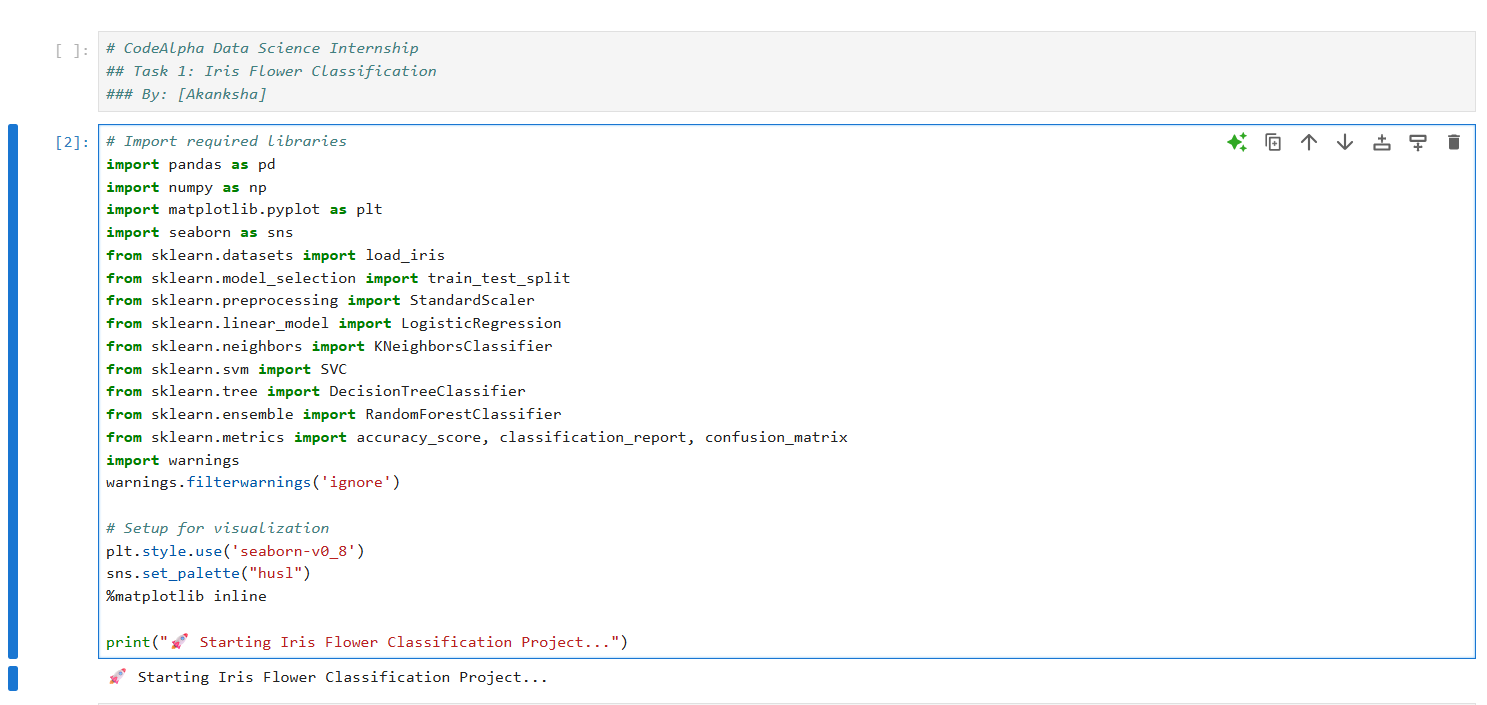 [ ]:
# CodeAlpha Data Science Internship
## Task 1: Iris Flower Classification
### By: [Akanksha]
[2]:
# Import required libraries
import pandas as pd
import numpy as np
import matplotlib.pyplot as plt
import seaborn as sns
from sklearn.datasets import load_iris
from sklearn.model_selection import train_test_split
from sklearn.preprocessing import StandardScaler
from sklearn.linear_model import LogisticRegression
from sklearn.neighbors import KNeighborsClassifier
from sklearn.svm import SVC
from sklearn.tree import DecisionTreeClassifier
from sklearn.ensemble import RandomForestClassifier
from sklearn.metrics import accuracy_score, classification_report, confusion_matrix
import warnings
warnings.filterwarnings('ignore')
# Setup for visualization
plt.style.use('seaborn-v0_8')
sns.set_palette("husl")
%matplotlib inline
print("🚀 Starting Iris Flower Classification Project...")
🚀 Starting Iris Flower Classification Project...